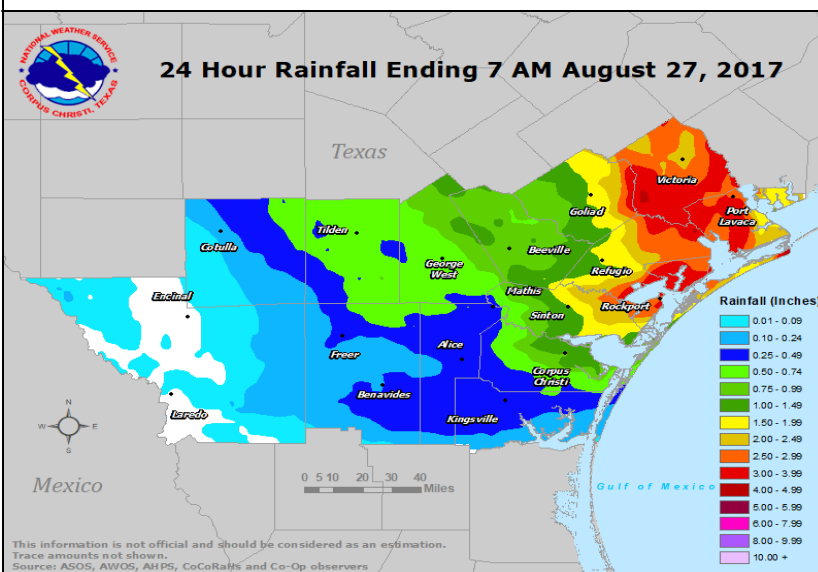 NATIONAL WEATHER SERVICE
CORPUS CHRISTI, TEXAS
24 Hour Rainfall Ending 7 AM August 27, 2017
Texas
Victoria
Port
Lavaca
Goliad
Cotulla
Tilden
George
West
Beeville
Refugio
Encinal
Mathis
Sinton
Rockport
Freer
Alice
Corpus
Christi
Benavides
Laredo
Kingsville
Rainfall (Inches)
0.01 - 0.09
0.10 - 0.24
0.25 - 0.49
0.50 - 0.74
0.75 - 0.99
1.00 - 1.49
1.50 - 1.99
2.00 - 2.49
2.50 - 2.99
3.00 - 3.99
4.00 - 4.99
5.00 - 5.99
6.00 - 7.99
8.00 - 9.99
10.00 +
N
W E
S
0 5 10 20 30 40
Miles
Mexico
Gulf of Mexico
This information is not official and should be considered as an estimation.
Trace amounts not shown.
Source: ASOS, AWOS, AHPS, CoCoRaHs and Co-Op observers